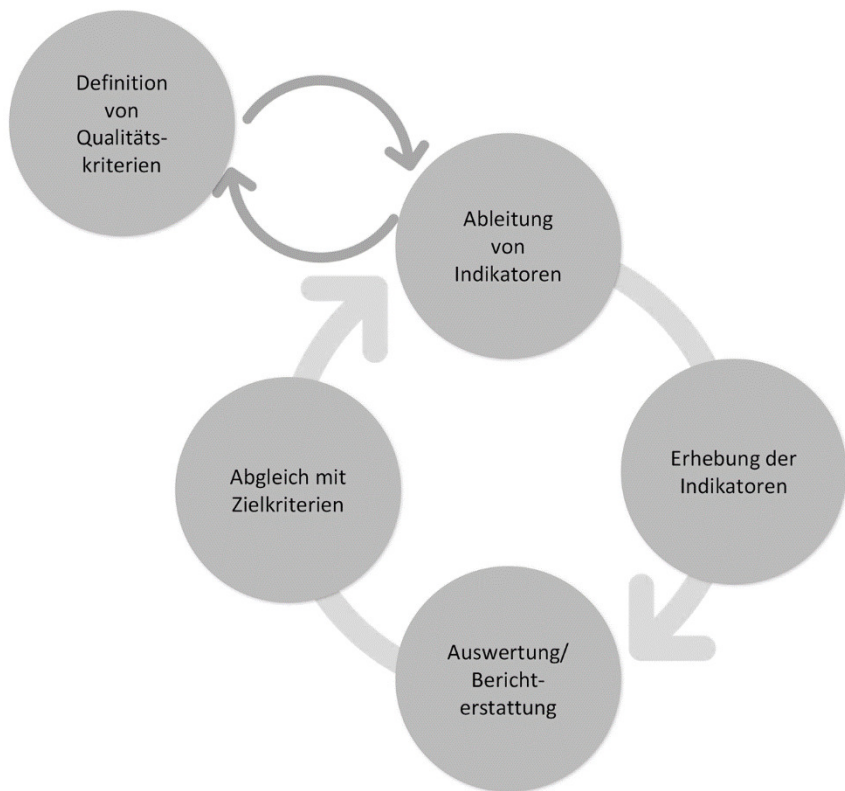 Definition
von
Qualitäts-
kriterien
Ableitung
von
Indikatoren
Erhebung der
Indikatoren
Auswertung/
Bericht-
erstattung
Abgleich mit
Zielkriterien